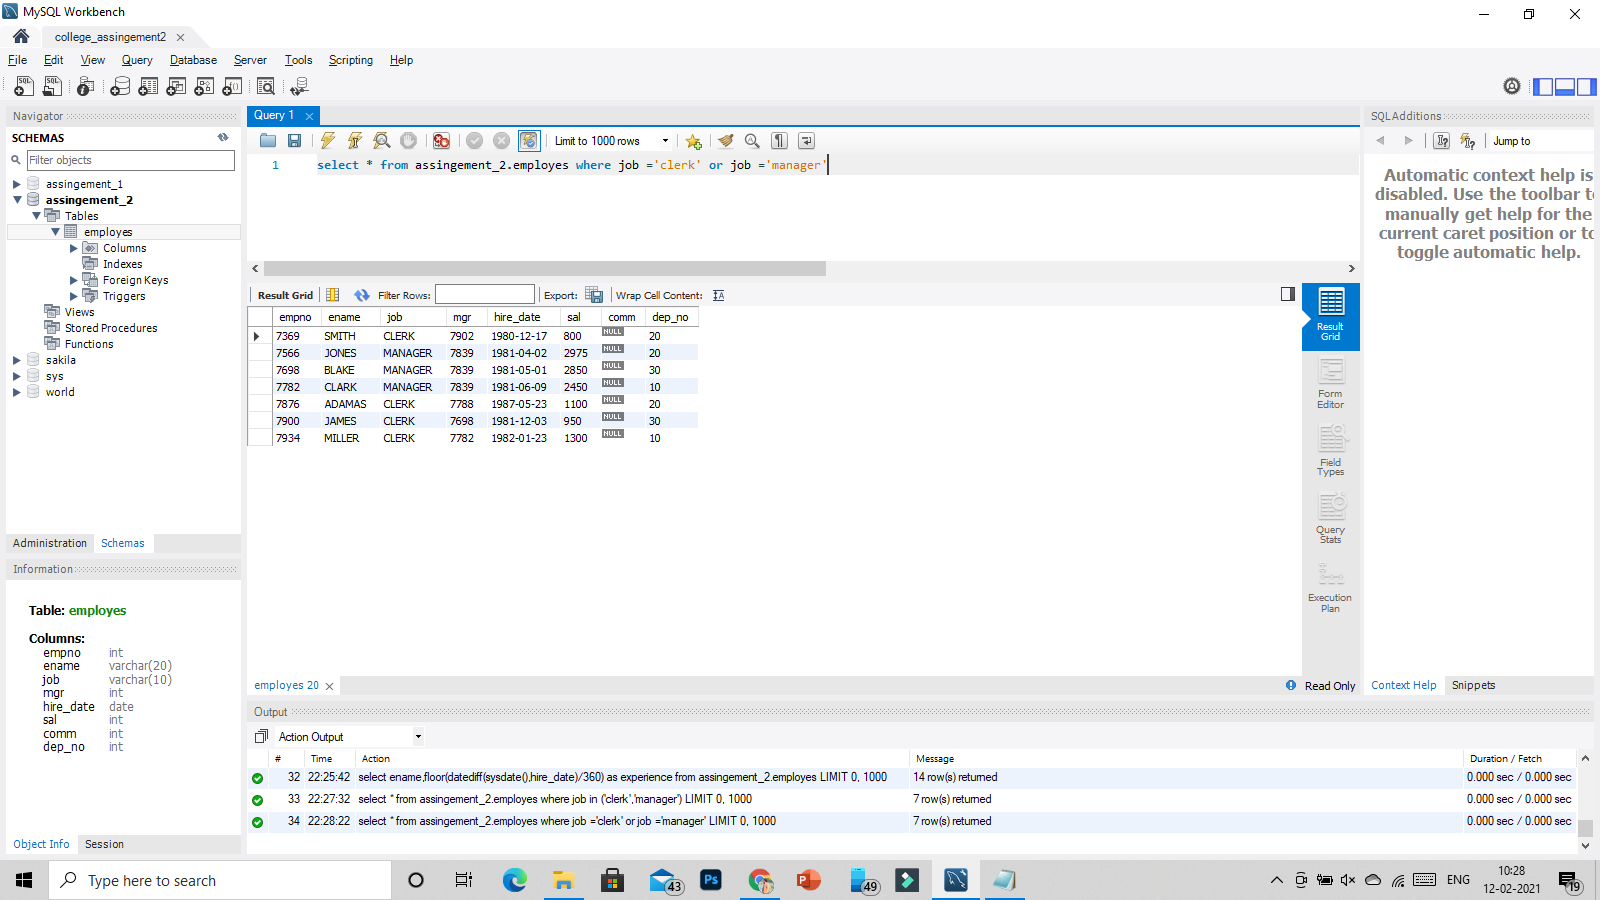 MySQL Workbench
college_assingement2
File Edit View Query Database Server Tools Scripting Help
Navigator
SCHEMAS
Filter objects
assingement_1
assingement_2
Tables
employes
Columns
Indexes
Foreign Keys
Triggers
Views
Stored Procedures
Functions
sakila
sys
world
Administration Schemas
Information
Table: employes
Columns:
empno int
ename varchar(20)
job varchar(10)
mgr int
hire_date date
sal int
comm int
dep_no int
Object Info Session
Query 1
Limit to 1000 rows
1 select * from assingement_2.employes where job ='clerk' or job ='manager'
Result Grid Filter Rows: Export: Wrap Cell Content:
empno ename job mgr hire_date sal comm dep_no
7369 SMITH CLERK 7902 1980-12-17 800 NULL 20
7566 JONES MANAGER 7839 1981-04-02 2975 NULL 20
7698 BLAKE MANAGER 7839 1981-05-01 2850 NULL 30
7782 CLARK MANAGER 7839 1981-06-09 2450 NULL 10
7876 ADAMAS CLERK 7788 1987-05-23 1100 NULL 20
7900 JAMES CLERK 7698 1981-12-03 950 NULL 30
7934 MILLER CLERK 7782 1982-01-23 1300 NULL 10
Result
Grid
Form
Editor
Field
Types
Query
Stats
Execution
Plan
employes 20
Read Only
SQLAdditions
Jump to
Automatic context help is
disabled. Use the toolbar to
manually get help for the
current caret position or to
toggle automatic help.
Context Help Snippets
Output
Action Output
# Time Action Message Duration / Fetch
32 22:25:42 select ename,floor(datediff(sysdate(),hire_date)/360) as experience from assingement_2.employes LIMIT 0, 1000 14 row(s) returned 0.000 sec / 0.000 sec
33 22:27:32 select * from assingement_2.employes where job in ('clerk','manager') LIMIT 0, 1000 7 row(s) returned 0.000 sec / 0.000 sec
34 22:28:22 select * from assingement_2.employes where job ='clerk' or job ='manager' LIMIT 0, 1000 7 row(s) returned 0.000 sec / 0.000 sec
Type here to search
43
Ps
49
ENG
10:28
12-02-2021
19